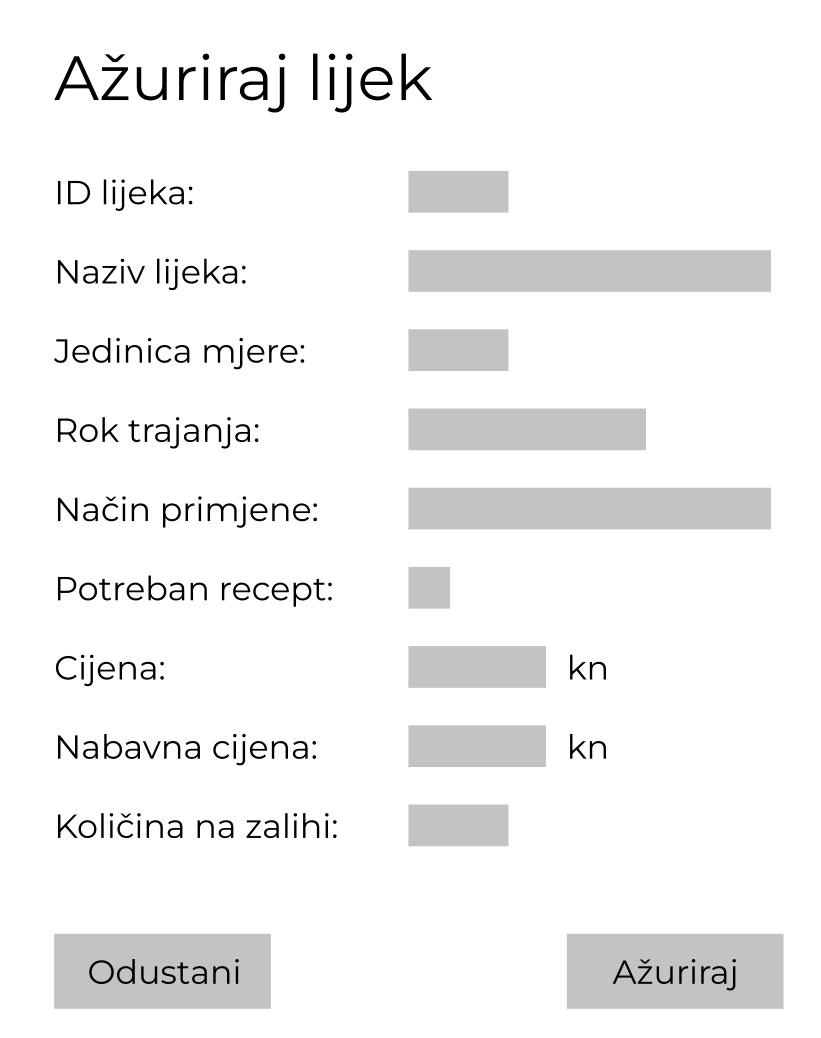 Ažuriraj lijek
ID lijeka:
Naziv lijeka:
Jedinica mjere:
Rok trajanja:
Način primjene:
Potreban recept:
Cijena: kn
Nabavna cijena: kn
Količina na zalihi:
Odustani Ažuriraj